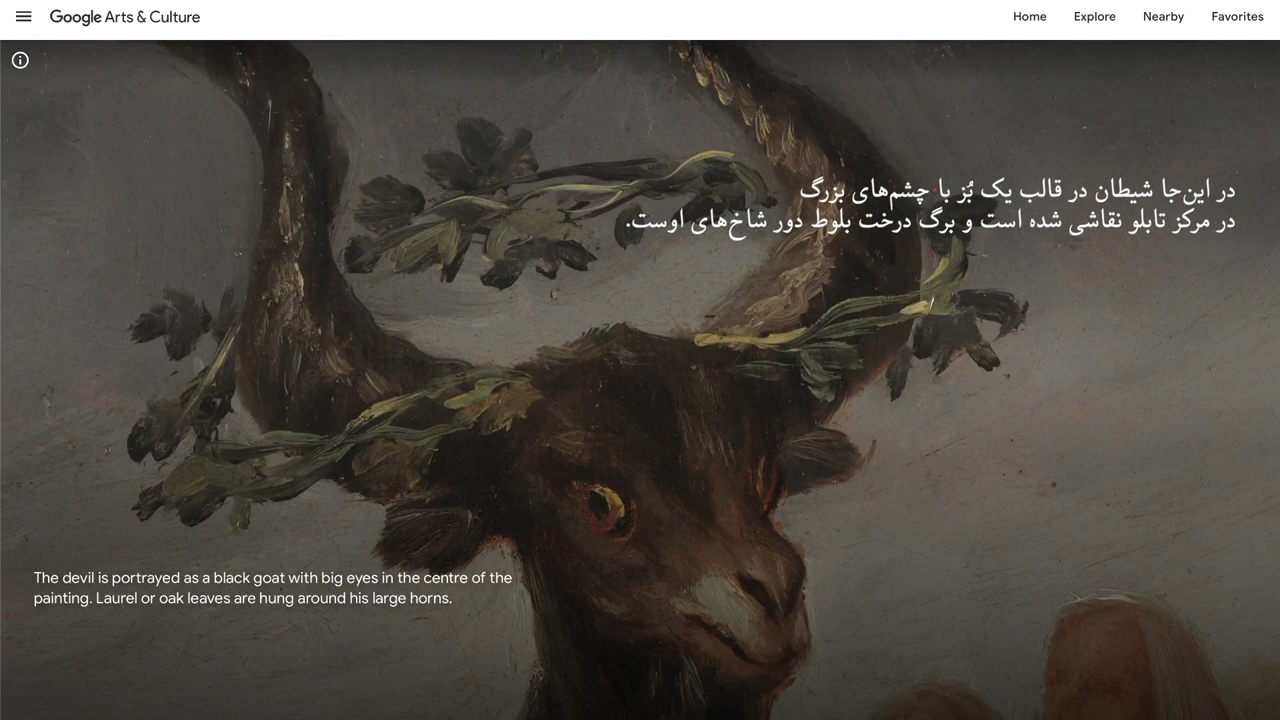 Google Arts & Culture
Home
Explore
Nearby
Favorites
در این‌جا شیطان در قالب یک بُز با چشم‌های بزرگ
در مرکز تابلو نقاشی شده است و برگ درخت بلوط دور شاخ‌های اوست.
The devil is portrayed as a black goat with big eyes in the centre of the
painting. Laurel or oak leaves are hung around his large horns.